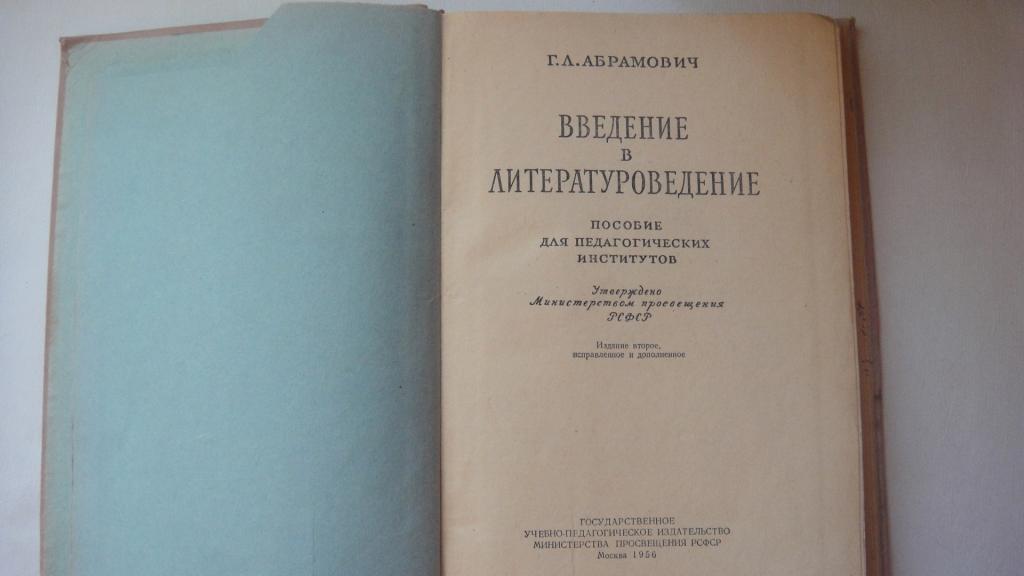 Г. Л. АБРАМОВИЧ
ВВЕДЕНИЕ
В
ЛИТЕРАТУРОВЕДЕНИЕ
ПОСОБИЕ
ДЛЯ ПЕДАГОГИЧЕСКИХ
ИНСТИТУТОВ
Утверждено
Министерством просвещения
РСФСР
Издание второе,
исправленное и дополненное
ГОСУДАРСТВЕННОЕ
УЧЕБНО-ПЕДАГОГИЧЕСКОЕ ИЗДАТЕЛЬСТВО
МИНИСТЕРСТВА ПРОСВЕЩЕНИЯ РСФСР
Москва 1956